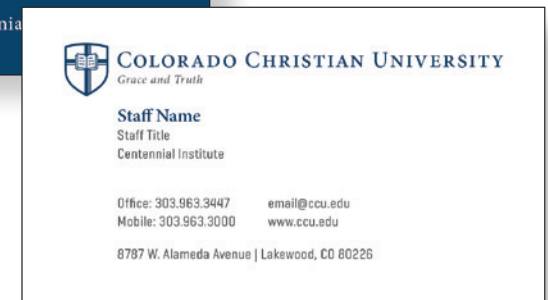 nia
COLORADO CHRISTIAN UNIVERSITY
Grace and Truth
Staff Name
Staff Title
Centennial Institute
Office: 303.963.3447 email@ccu.edu
Mobile: 303.963.3000 www.ccu.edu
8787 W. Alameda Avenue | Lakewood, CO 80226